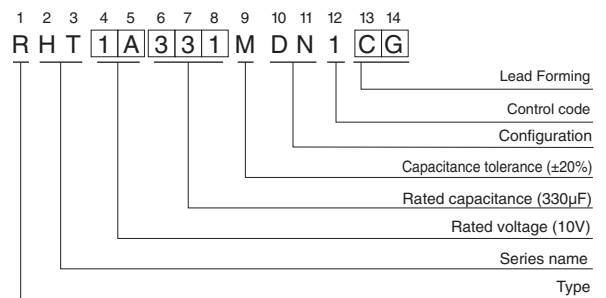 1 2 3 4 5 6 7 8 9 10 11 12 13 14
R H T 1 A 3 3 1 M D N 1 C G
Lead Forming
Control code
Configuration
Capacitance tolerance (±20%)
Rated capacitance (330µF)
Rated voltage (10V)
Series name
Type